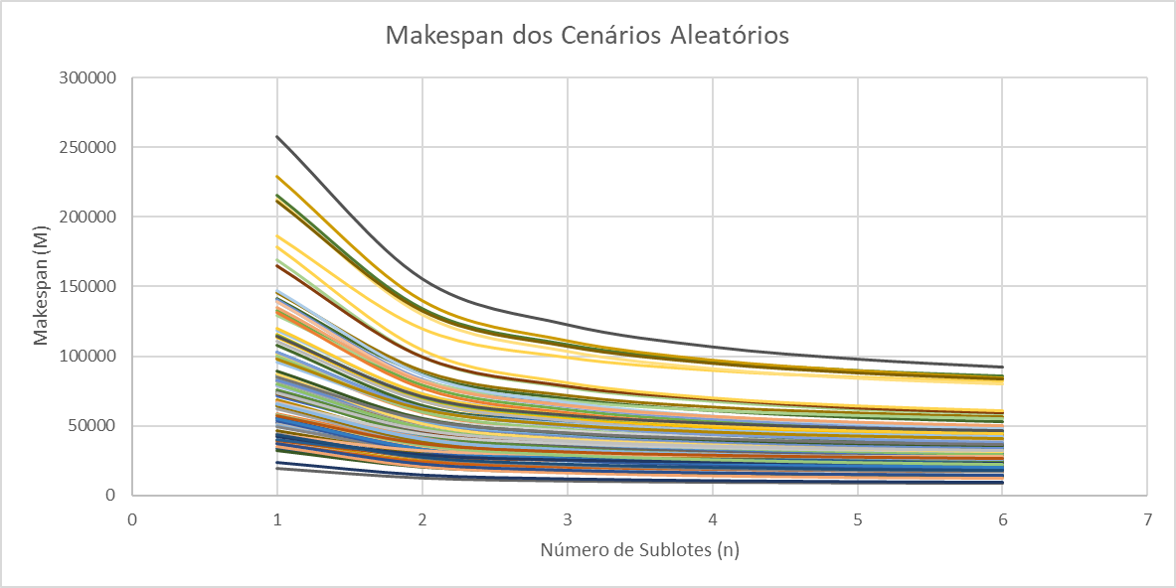 Makespan dos Cenários Aleatórios
300000
250000
200000
150000
100000
50000
0
Makespan (M)
0 1 2 3 4 5 6 7
Número de Sublotes (n)